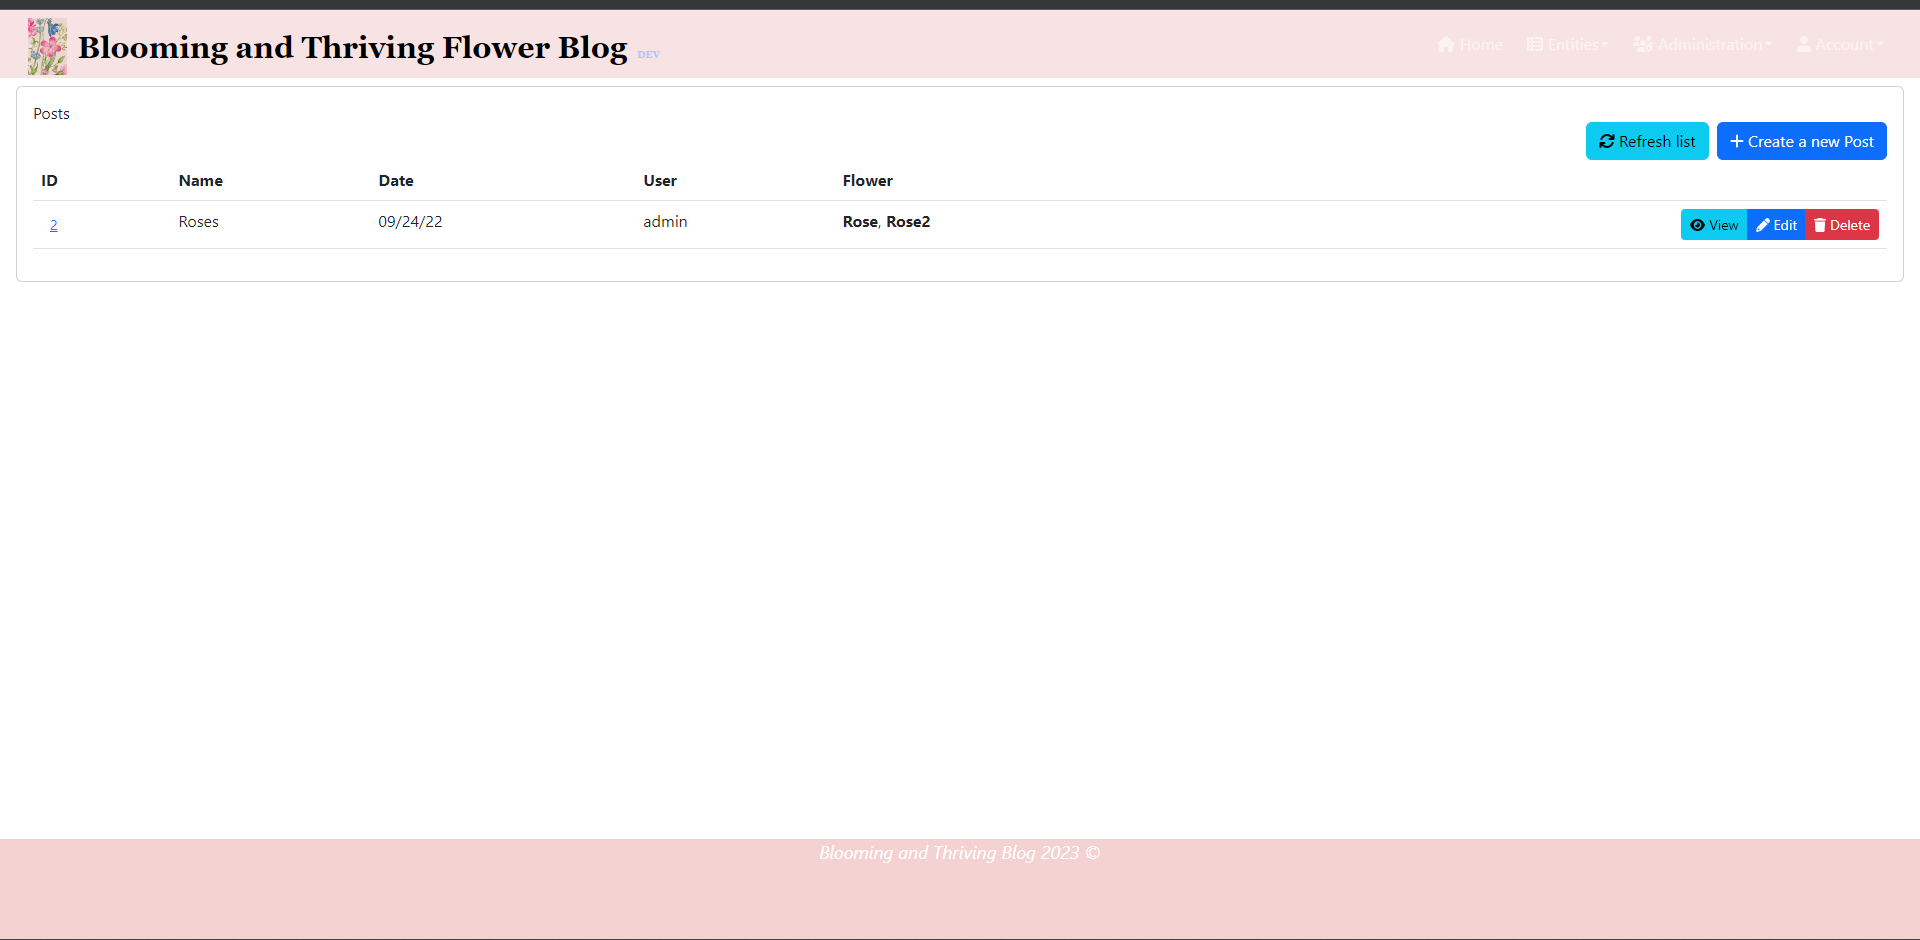 Blooming and Thriving Flower Blog DEV
Home Entities Administration Account
Posts
Refresh list Create a new Post
ID Name Date User Flower
2 Roses 09/24/22 admin Rose, Rose2 View Edit Delete
Blooming and Thriving Blog 2023 ©